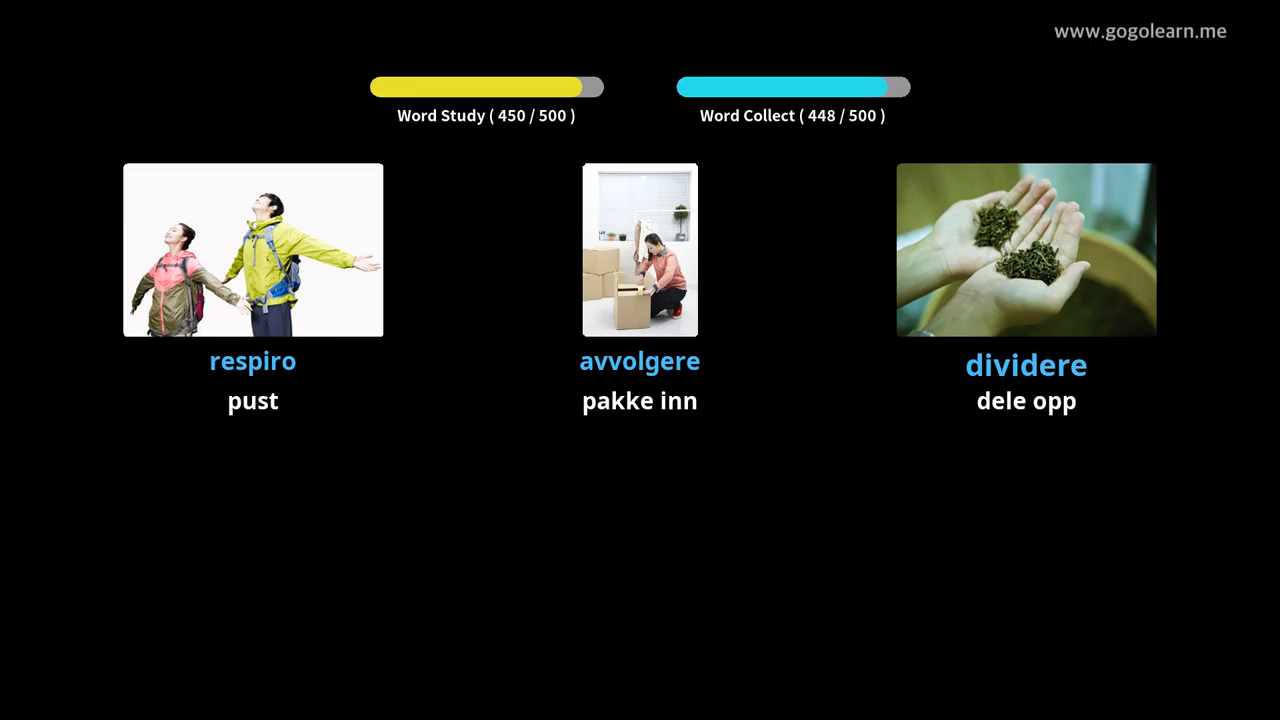 www.gogolearn.me
Word Study ( 450 / 500 )
Word Collect ( 448 / 500 )
respiro
pust
avvolgere
pakke inn
dividere
dele opp